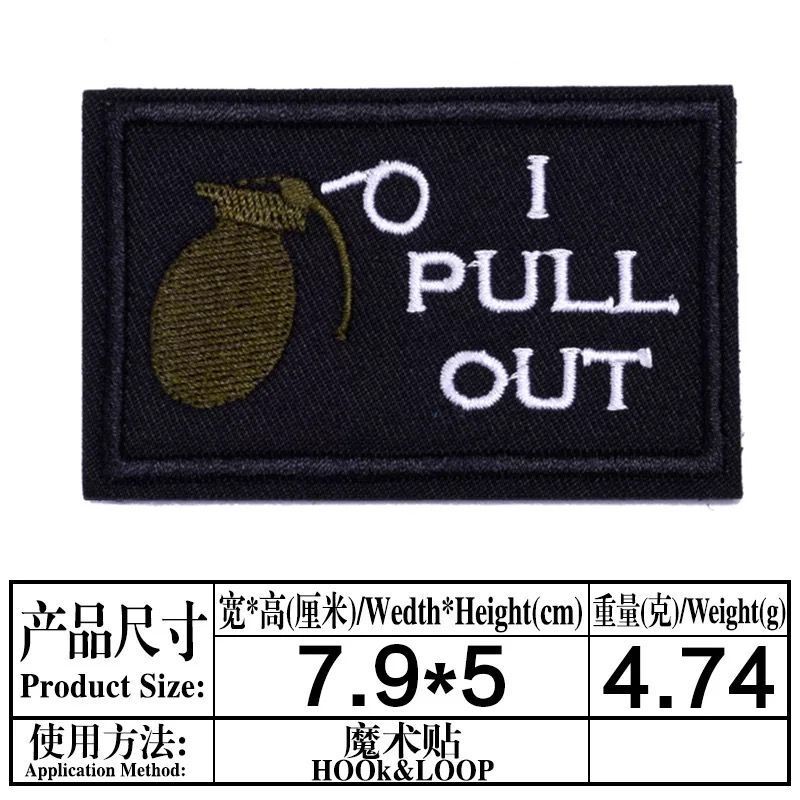 I
PULL
OUT
产品尺寸
Product Size:
宽*高(厘米)/Wedth*Height(cm)
7.9*5
重量(克)/Weight(g)
4.74
使用方法:
Application Method:
魔术贴
HOOk&LOOP